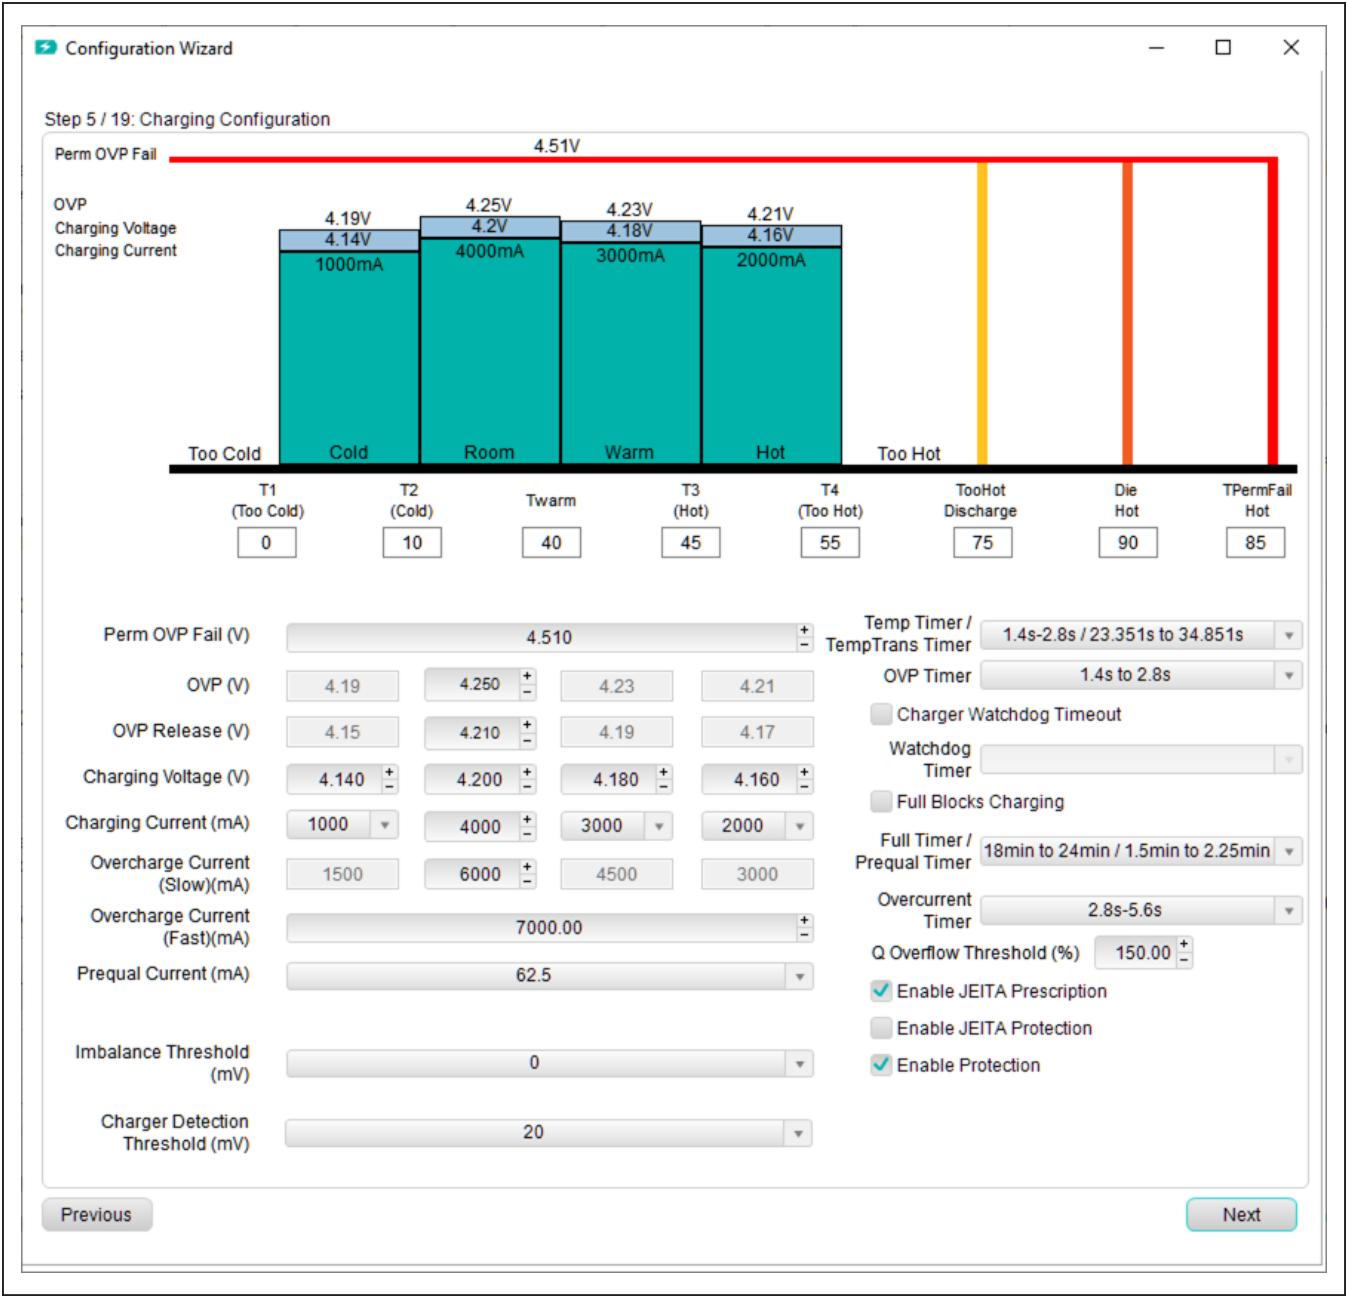 Configuration Wizard
Step 5 / 19: Charging Configuration
Perm OVP Fail
4.51V
OVP
Charging Voltage
Charging Current
4.19V
4.14V
1000mA
4.25V
4.2V
4000mA
4.23V
4.18V
3000mA
4.21V
4.16V
2000mA
Too Cold
Cold
Room
Warm
Hot
Too Hot
T1
(Too Cold)
0
T2
(Cold)
10
Twarm
40
T3
(Hot)
45
T4
(Too Hot)
55
TooHot
Discharge
75
Die
Hot
90
TPermFail
Hot
85
Perm OVP Fail (V)
4.510
OVP (V)
4.19
4.250
4.23
4.21
OVP Release (V)
4.15
4.210
4.19
4.17
Charging Voltage (V)
4.140
4.200
4.180
4.160
Charging Current (mA)
1000
4000
3000
2000
Overcharge Current
(Slow)(mA)
1500
6000
4500
3000
Overcharge Current
(Fast)(mA)
7000.00
Prequal Current (mA)
62.5
Imbalance Threshold
(mV)
0
Charger Detection
Threshold (mV)
20
Temp Timer /
TempTrans Timer
1.4s-2.8s / 23.351s to 34.851s
OVP Timer
1.4s to 2.8s
Charger Watchdog Timeout
Watchdog
Timer
Full Blocks Charging
Full Timer /
Prequal Timer
18min to 24min / 1.5min to 2.25min
Overcurrent
Timer
2.8s-5.6s
Q Overflow Threshold (%)
150.00
Enable JEITA Prescription
Enable JEITA Protection
Enable Protection
Previous
Next